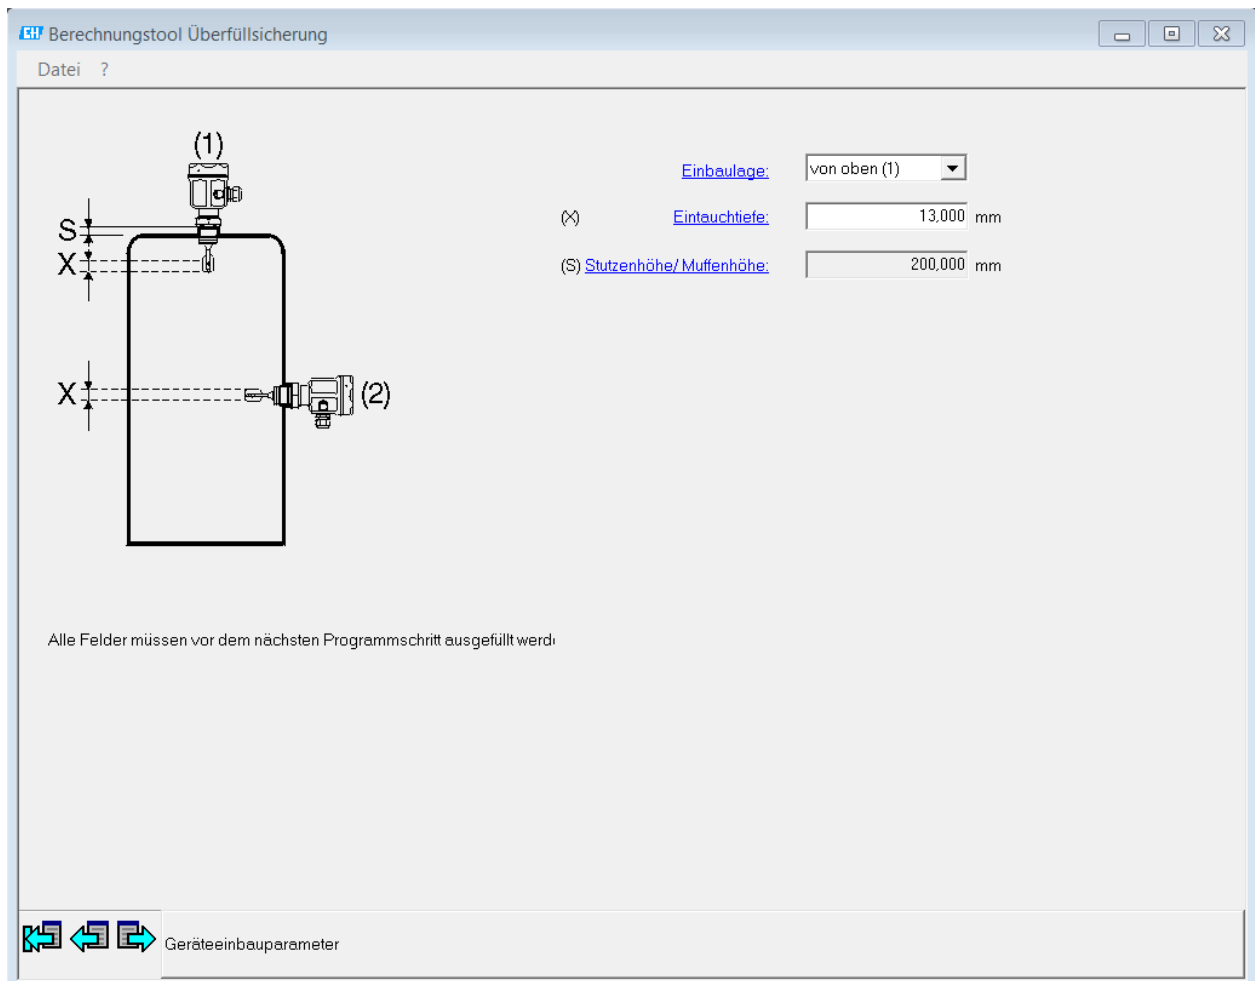 EH Berechnungstool Überfüllsicherung
Datei ?
(1)
S
X
X
(2)
Einbaulage: von oben (1)
(X) Eintauchtiefe: 13,000 mm
(S) Stutzenhöhe/ Muffenhöhe: 200,000 mm
Alle Felder müssen vor dem nächsten Programmschritt ausgefüllt werd
Geräteeinbauparameter